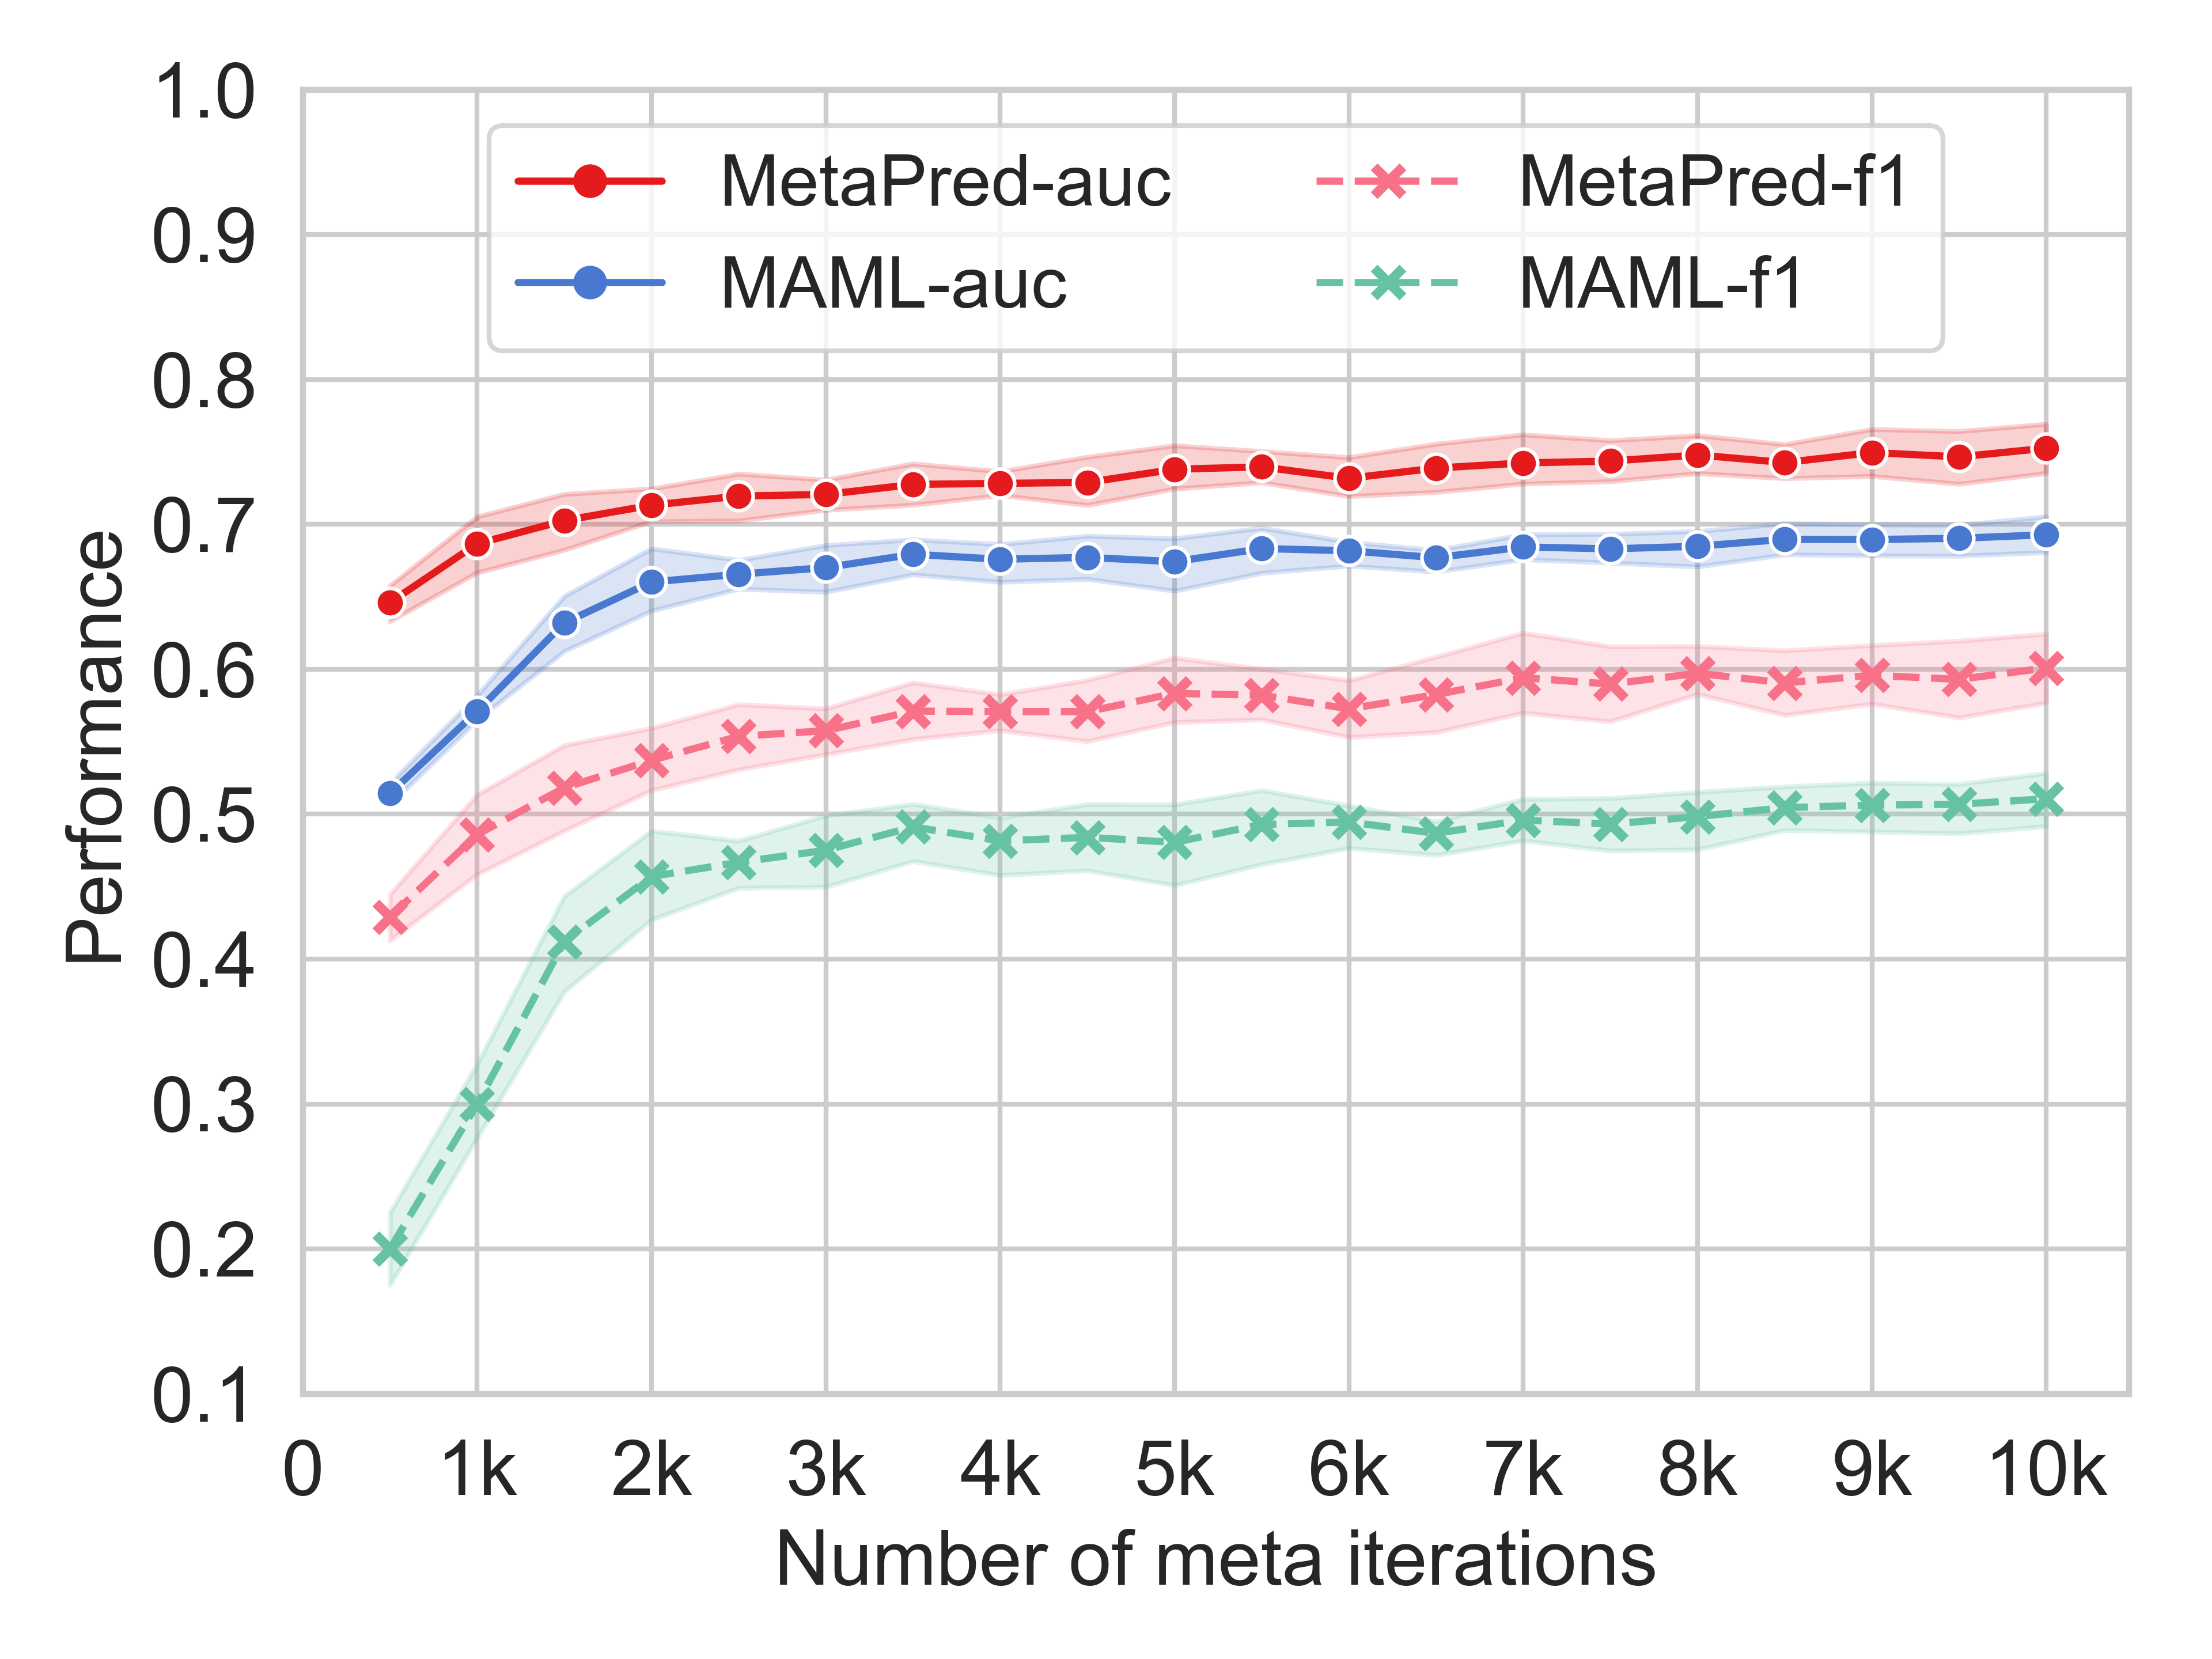 1.0
0.9
0.8
0.7
0.6
0.5
0.4
0.3
0.2
0.1
Performance
MetaPred-auc
MAML-auc
MetaPred-f1
MAML-f1
0 1k 2k 3k 4k 5k 6k 7k 8k 9k 10k
Number of meta iterations